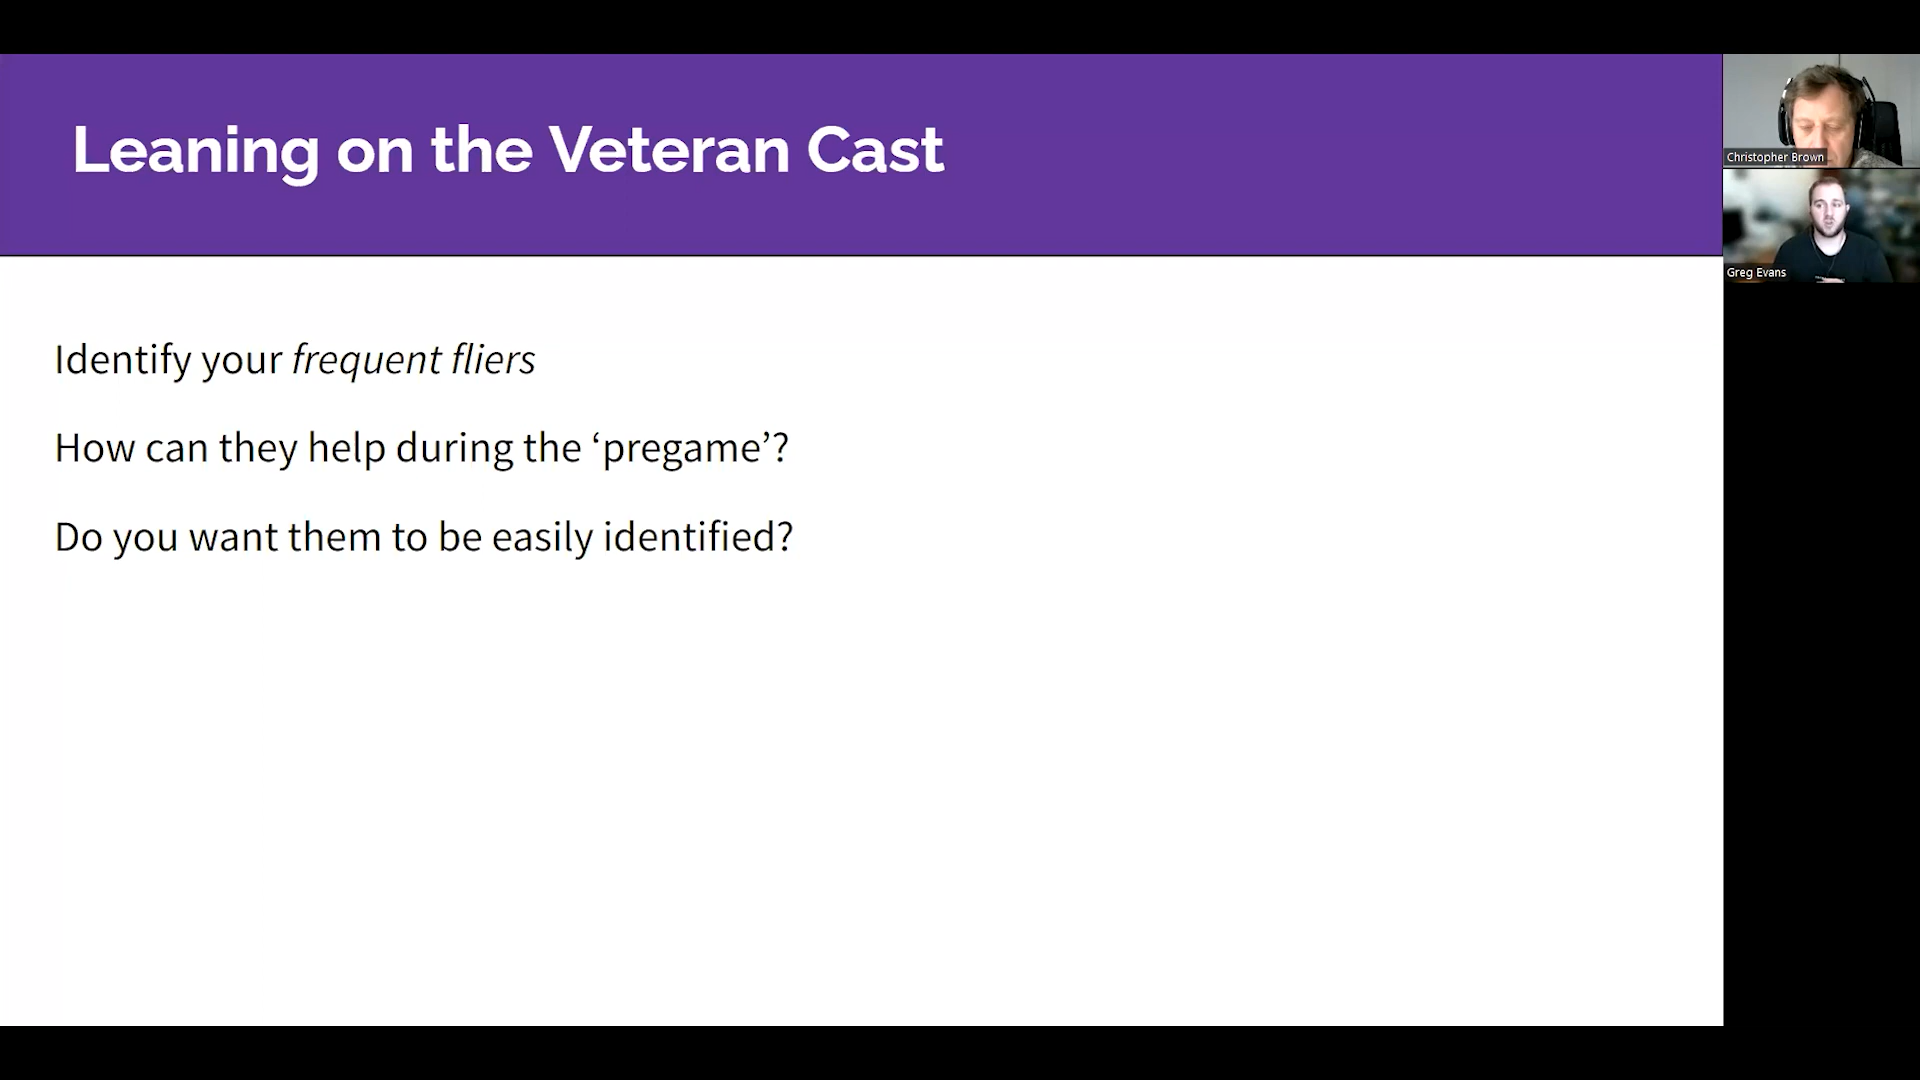 Leaning on the Veteran Cast
Identify your frequent fliers
How can they help during the ‘pregame’?
Do you want them to be easily identified?
Christopher Brown
Greg Evans